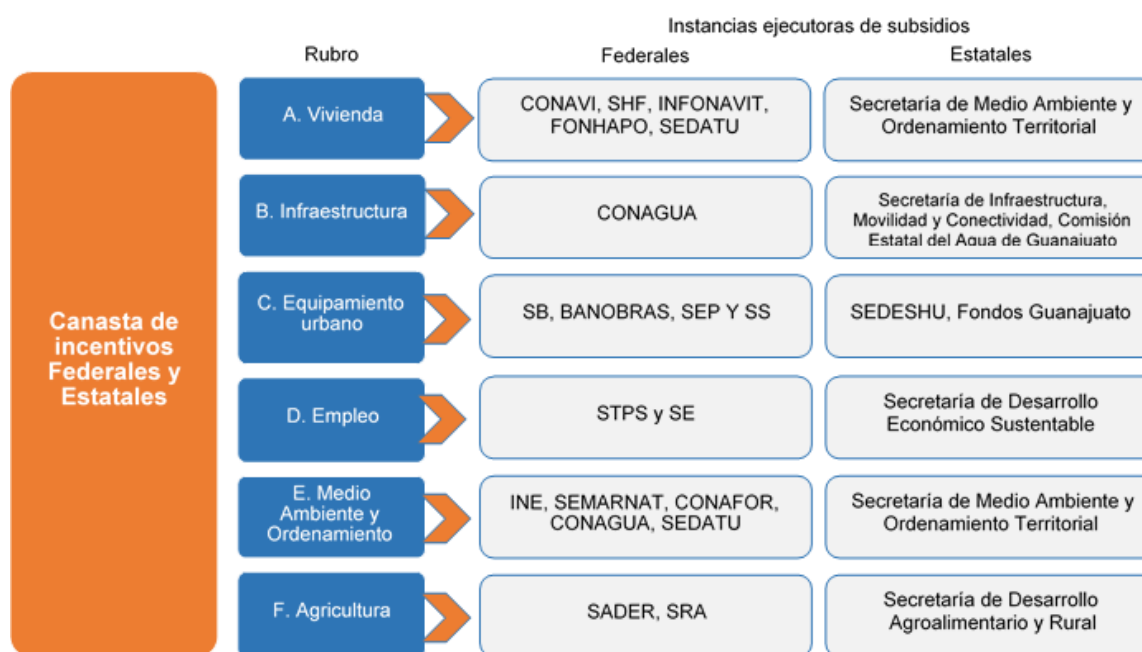 Instancias ejecutoras de subsidios
Rubro
Federales
Estatales
Canasta de
incentivos
Federales y
Estatales
A. Vivienda
CONAVI, SHF, INFONAVIT,
FONHAPO, SEDATU
Secretaría de Medio Ambiente y
Ordenamiento Territorial
B. Infraestructura
CONAGUA
Secretaría de Infraestructura,
Movilidad y Conectividad, Comisión
Estatal del Agua de Guanajuato
C. Equipamiento
urbano
SB, BANOBRAS, SEP Y SS
SEDESHU, Fondos Guanajuato
D. Empleo
STPS y SE
Secretaría de Desarrollo
Económico Sustentable
E. Medio
Ambiente y
Ordenamiento
INE, SEMARNAT, CONAFOR,
CONAGUA, SEDATU
Secretaría de Medio Ambiente y
Ordenamiento Territorial
F. Agricultura
SADER, SRA
Secretaría de Desarrollo
Agroalimentario y Rural